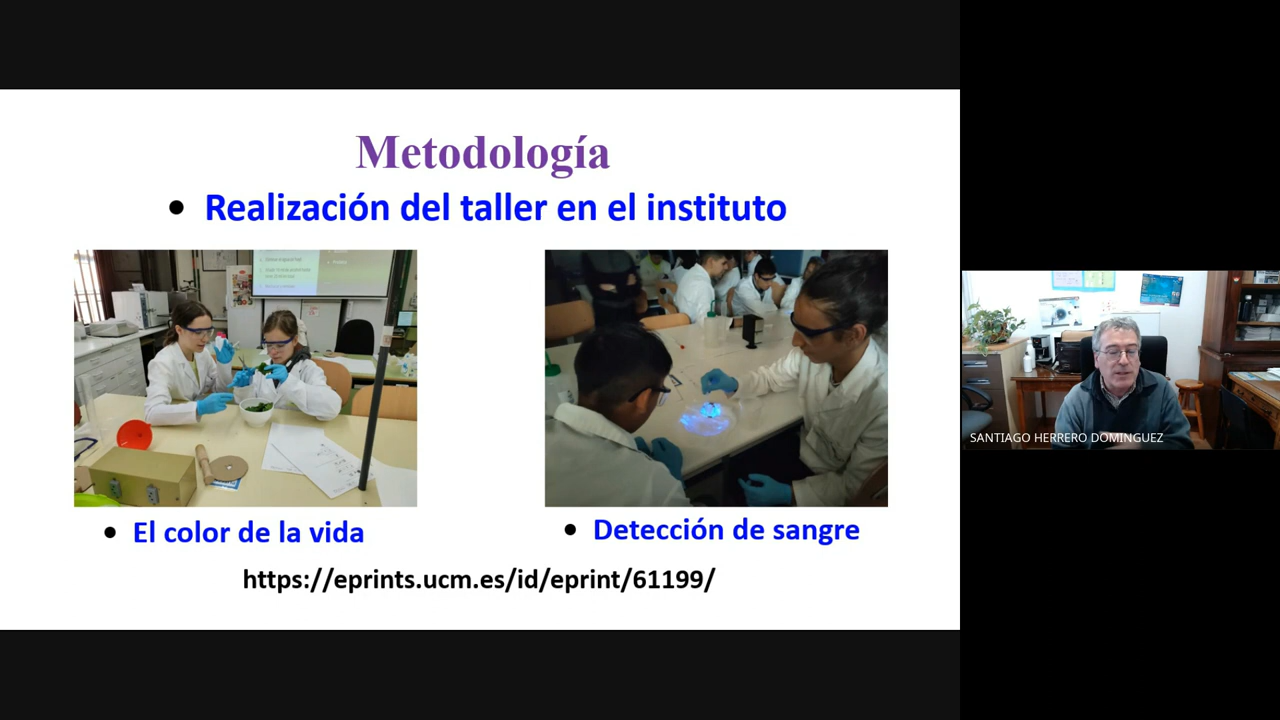 Metodología
• Realización del taller en el instituto
• El color de la vida
• Detección de sangre
https://eprints.ucm.es/id/eprint/61199/
SANTIAGO HERRERO DOMINGUEZ